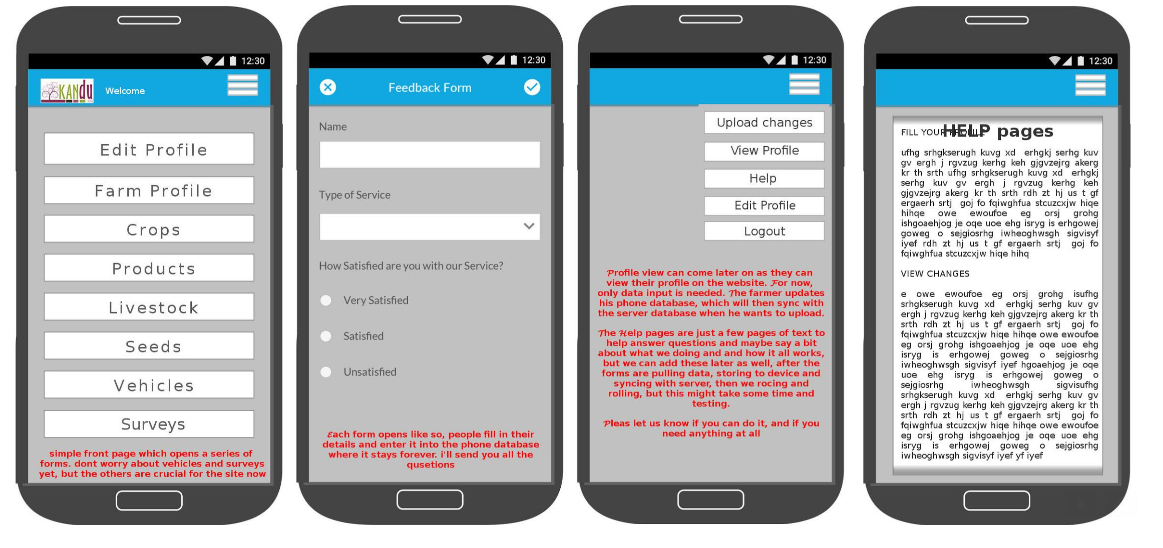 12:30
KANdu
Welcome
Edit Profile
Farm Profile
Crops
Products
Livestock
Seeds
Vehicles
Surveys
simple front page which opens a series of
forms. dont worry about vehicles and surveys
yet, but the others are crucial for the site now
12:30
Feedback Form
Name
Type of Service
How Satisfied are you with our Service?
Very Satisfied
Satisfied
Unsatisfied
Each form opens like so, people fill in their
details and enter it into the phone database
where it stays forever. i'll send you all the
qusetions
12:30
Upload changes
View Profile
Help
Edit Profile
Logout
Profile view can come later on as they can
view their profile on the website. For now,
only data input is needed. The farmer updates
his phone database, which will then sync with
the server database when he wants to upload.
The Help pages are just a few pages of text to
help answer questions and maybe say a bit
about what we doing and and how it all works,
but we can add these later as well, after the
forms are pulling data, storing to device and
syncing with server, then we rocing and
rolling, but this might take some time and
testing.
Pleas let us know if you can do it, and if you
need anything at all
12:30
HELP pages
FILL YOUR
ufhg srhgkserugh kuvg xd erhgkj serhg kuv
gv ergh j rgvzug kerhg keh gjgvzejrg akerg
kr th srth ufhg srhgkserugh kuvg xd erhgkj
serhg kuv gv ergh j rgvzug kerhg keh
gjgvzejrg akerg kr th srth rdh zt hj us t gf
ergaerh srtj goj fo fqiwghfua stcuzcxjw hiqe
hihqe owe ewoufoe eg orsj grohg
ishgoaehjog je oqe uoe ehg isryg is erhgowej
goweg o sejgiosrhg iwheoghwsgh sigvisyf
iyef rdh zt hj us t gf ergaerh srtj goj fo
fqiwghfua stcuzcxjw hiqe hihq
VIEW CHANGES
e owe ewoufoe eg orsj grohg isufhg
srhgkserugh kuvg xd erhgkj serhg kuv gv
ergh j rgvzug kerhg keh gjgvzejrg akerg kr th
srth rdh zt hj us t gf ergaerh srtj goj fo
fqiwghfua stcuzcxjw hiqe hihqe owe ewoufoe
eg orsj grohg ishgoaehjog je oqe uoe ehg
isryg is erhgowej goweg o sejgiosrhg
iwheoghwsgh sigvisyf iyef hgoaehjog je oqe
uoe ehg isryg is erhgowej goweg o
sejgiosrhg iwheoghwsgh sigvisufhg
srhgkserugh kuvg xd erhgkj serhg kuv gv
ergh j rgvzug kerhg keh gjgvzejrg akerg kr th
srth rdh zt hj us t gf ergaerh srtj goj fo
fqiwghfua stcuzcxjw hiqe hihqe owe ewoufoe
eg orsj grohg ishgoaehjog je oqe uoe ehg
isryg is erhgowej goweg o sejgiosrhg
iwheoghwsgh sigvisyf iyef yf iyef